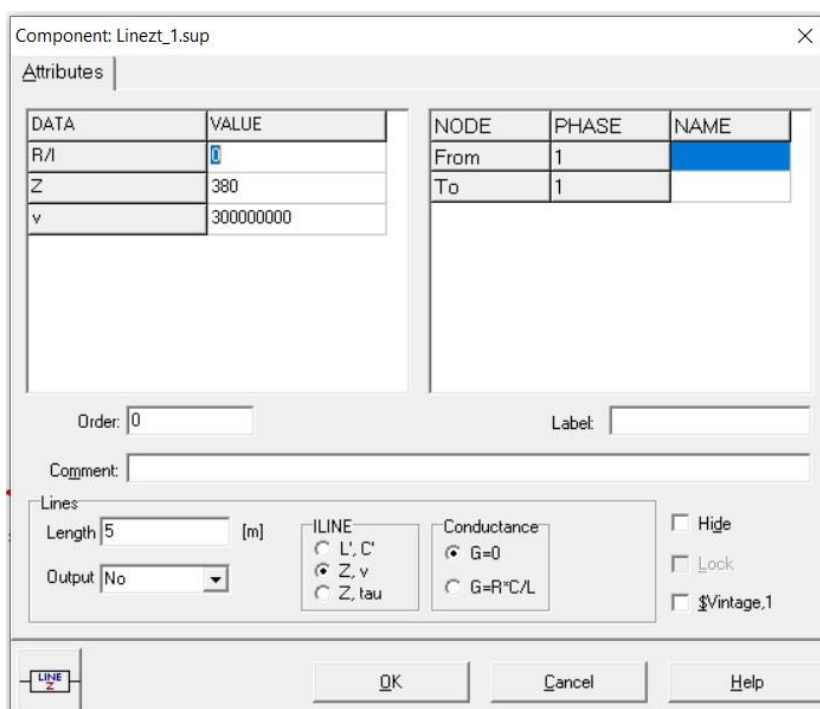 Component: Linezt_1.sup
Attributes
DATA VALUE
R/l 0
Z 380
v 300000000
NODE PHASE NAME
From 1
To 1
Order: 0
Label:
Comment:
Lines
Length 5 [m]
Output No
ILINE
L', C'
Z, v
Z, tau
Conductance
G=0
G=R*C/L
Hide
Lock
$Vintage,1
LINE
Z
OK
Cancel
Help